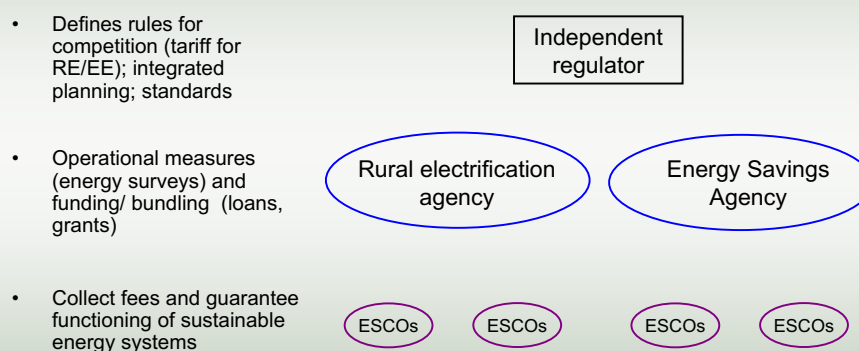 • Defines rules for
competition (tariff for
RE/EE); integrated
planning; standards
Independent
regulator
• Operational measures
(energy surveys) and
funding/ bundling (loans,
grants)
Rural electrification
agency
Energy Savings
Agency
• Collect fees and guarantee
functioning of sustainable
energy systems
ESCOs
ESCOs
ESCOs
ESCOs